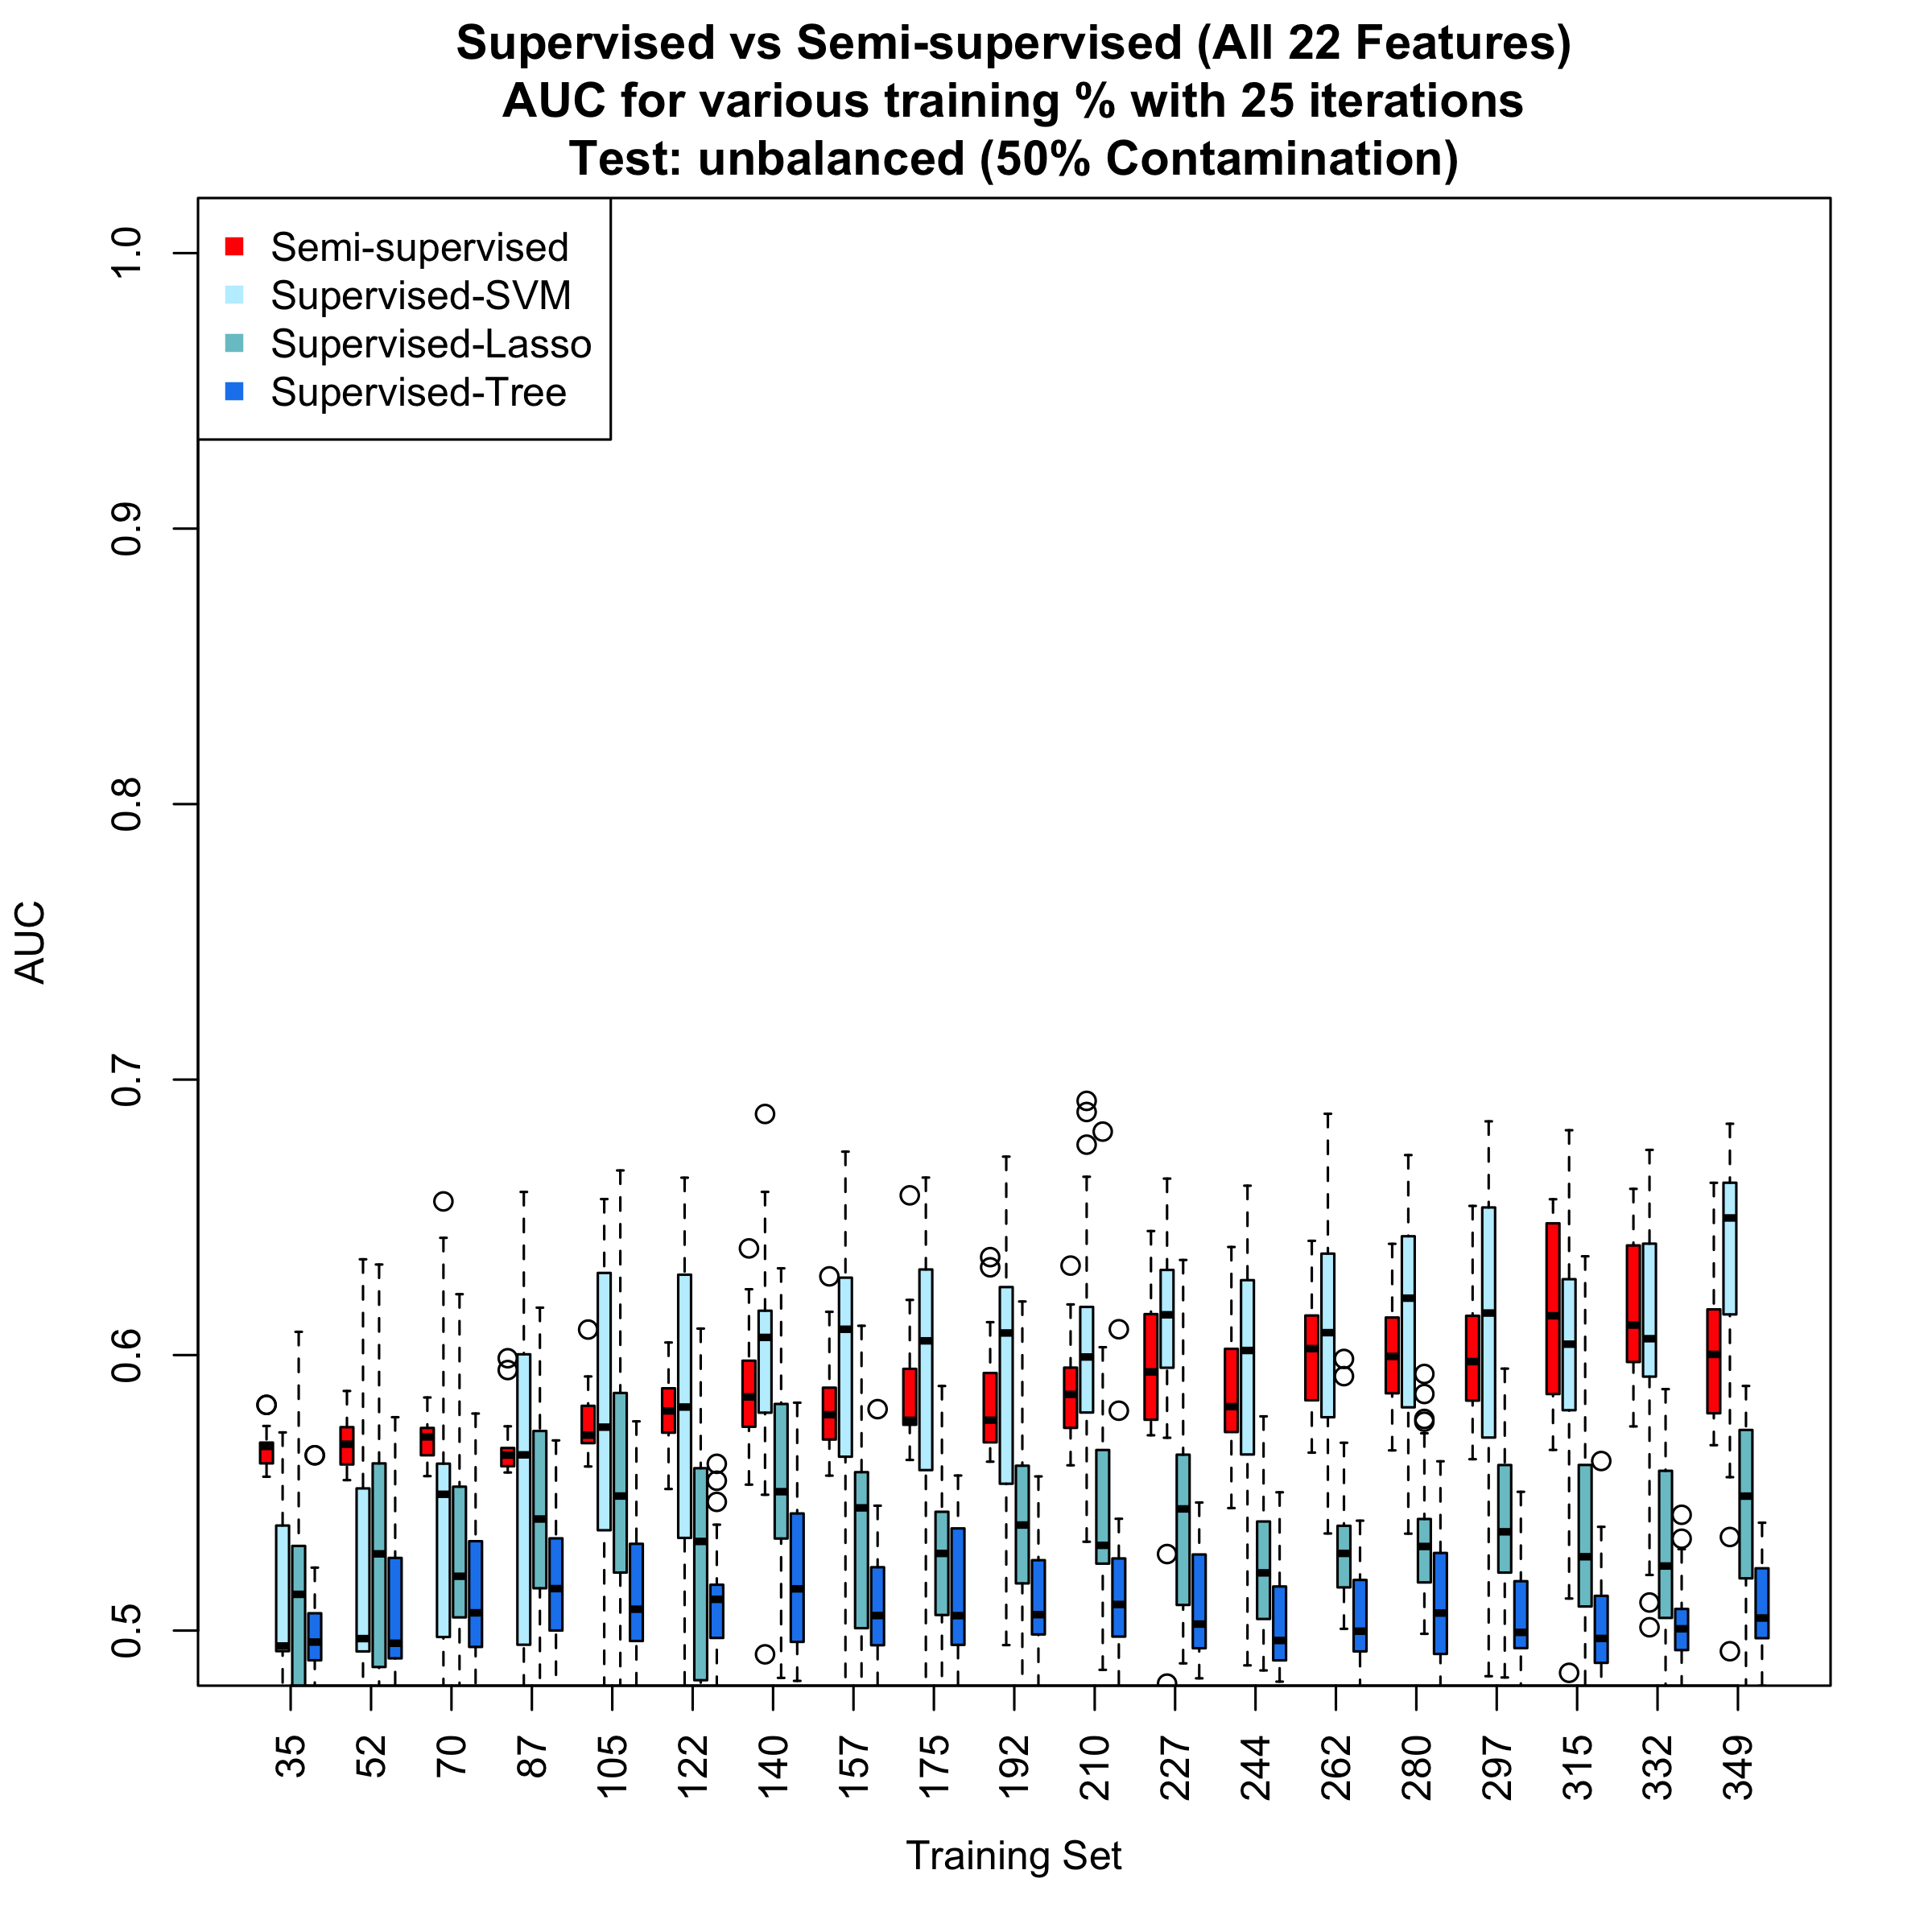 Supervised vs Semi-supervised (All 22 Features)
AUC for various training % with 25 iterations
Test: unbalanced (50% Contamination)
Semi-supervised
Supervised-SVM
Supervised-Lasso
Supervised-Tree
1.0
0.9
0.8
0.7
0.6
0.5
AUC
35 52 70 87 105 122 140 157 175 192 210 227 244 262 280 297 315 332 349
Training Set